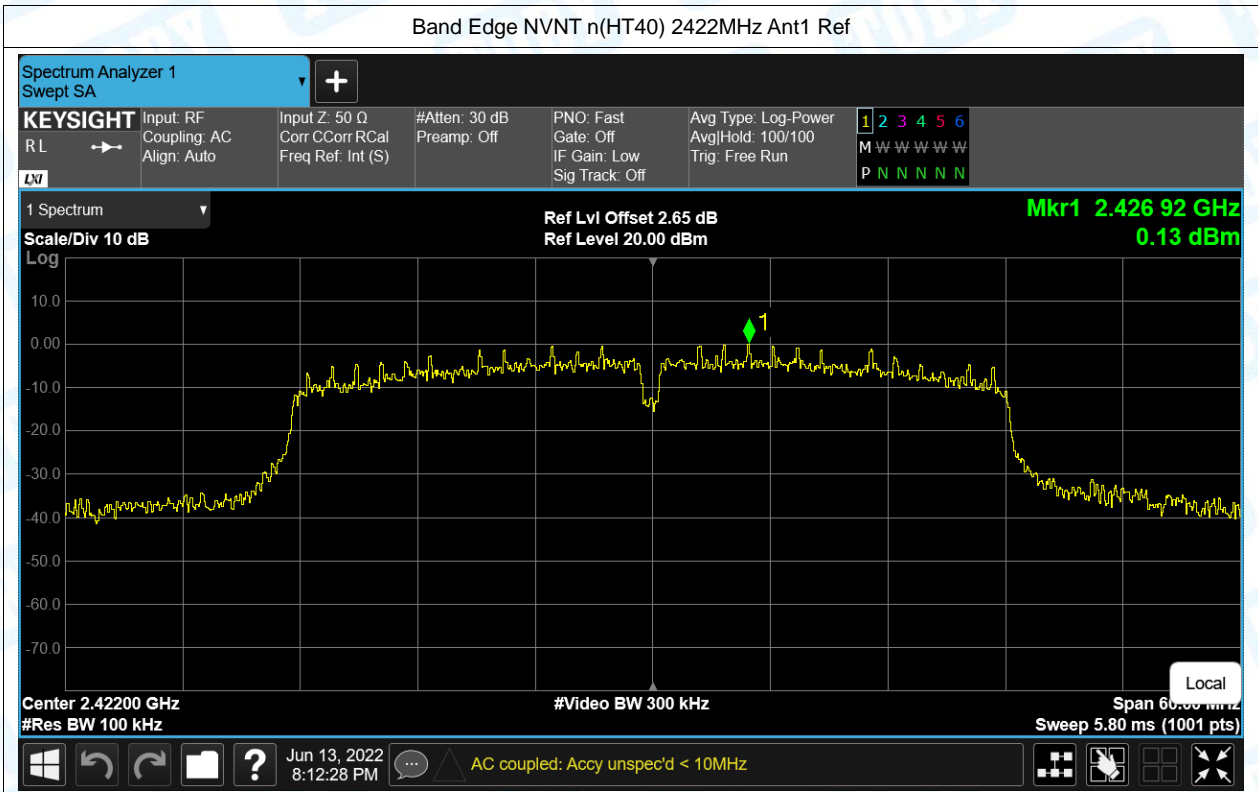 Band Edge NVNT n(HT40) 2422MHz Ant1 Ref
Spectrum Analyzer 1
Swept SA
KEYSIGHT
R L
LXI
Input: RF
Coupling: AC
Align: Auto
Input Z: 50 Ω
Corr CCorr RCal
Freq Ref: Int (S)
#Atten: 30 dB
Preamp: Off
PNO: Fast
Gate: Off
IF Gain: Low
Sig Track: Off
Avg Type: Log-Power
Avg|Hold: 100/100
Trig: Free Run
1 2 3 4 5 6
M W W W W W
P N N N N N
1 Spectrum
Scale/Div 10 dB
Ref Lvl Offset 2.65 dB
Ref Level 20.00 dBm
Mkr1 2.426 92 GHz
0.13 dBm
Log
10.0
0.00
-10.0
-20.0
-30.0
-40.0
-50.0
-60.0
-70.0
1
Local
Center 2.42200 GHz
#Video BW 300 kHz
Span 60.00 MHz
#Res BW 100 kHz
Sweep 5.80 ms (1001 pts)
?
Jun 13, 2022
8:12:28 PM
AC coupled: Accy unspec'd < 10MHz